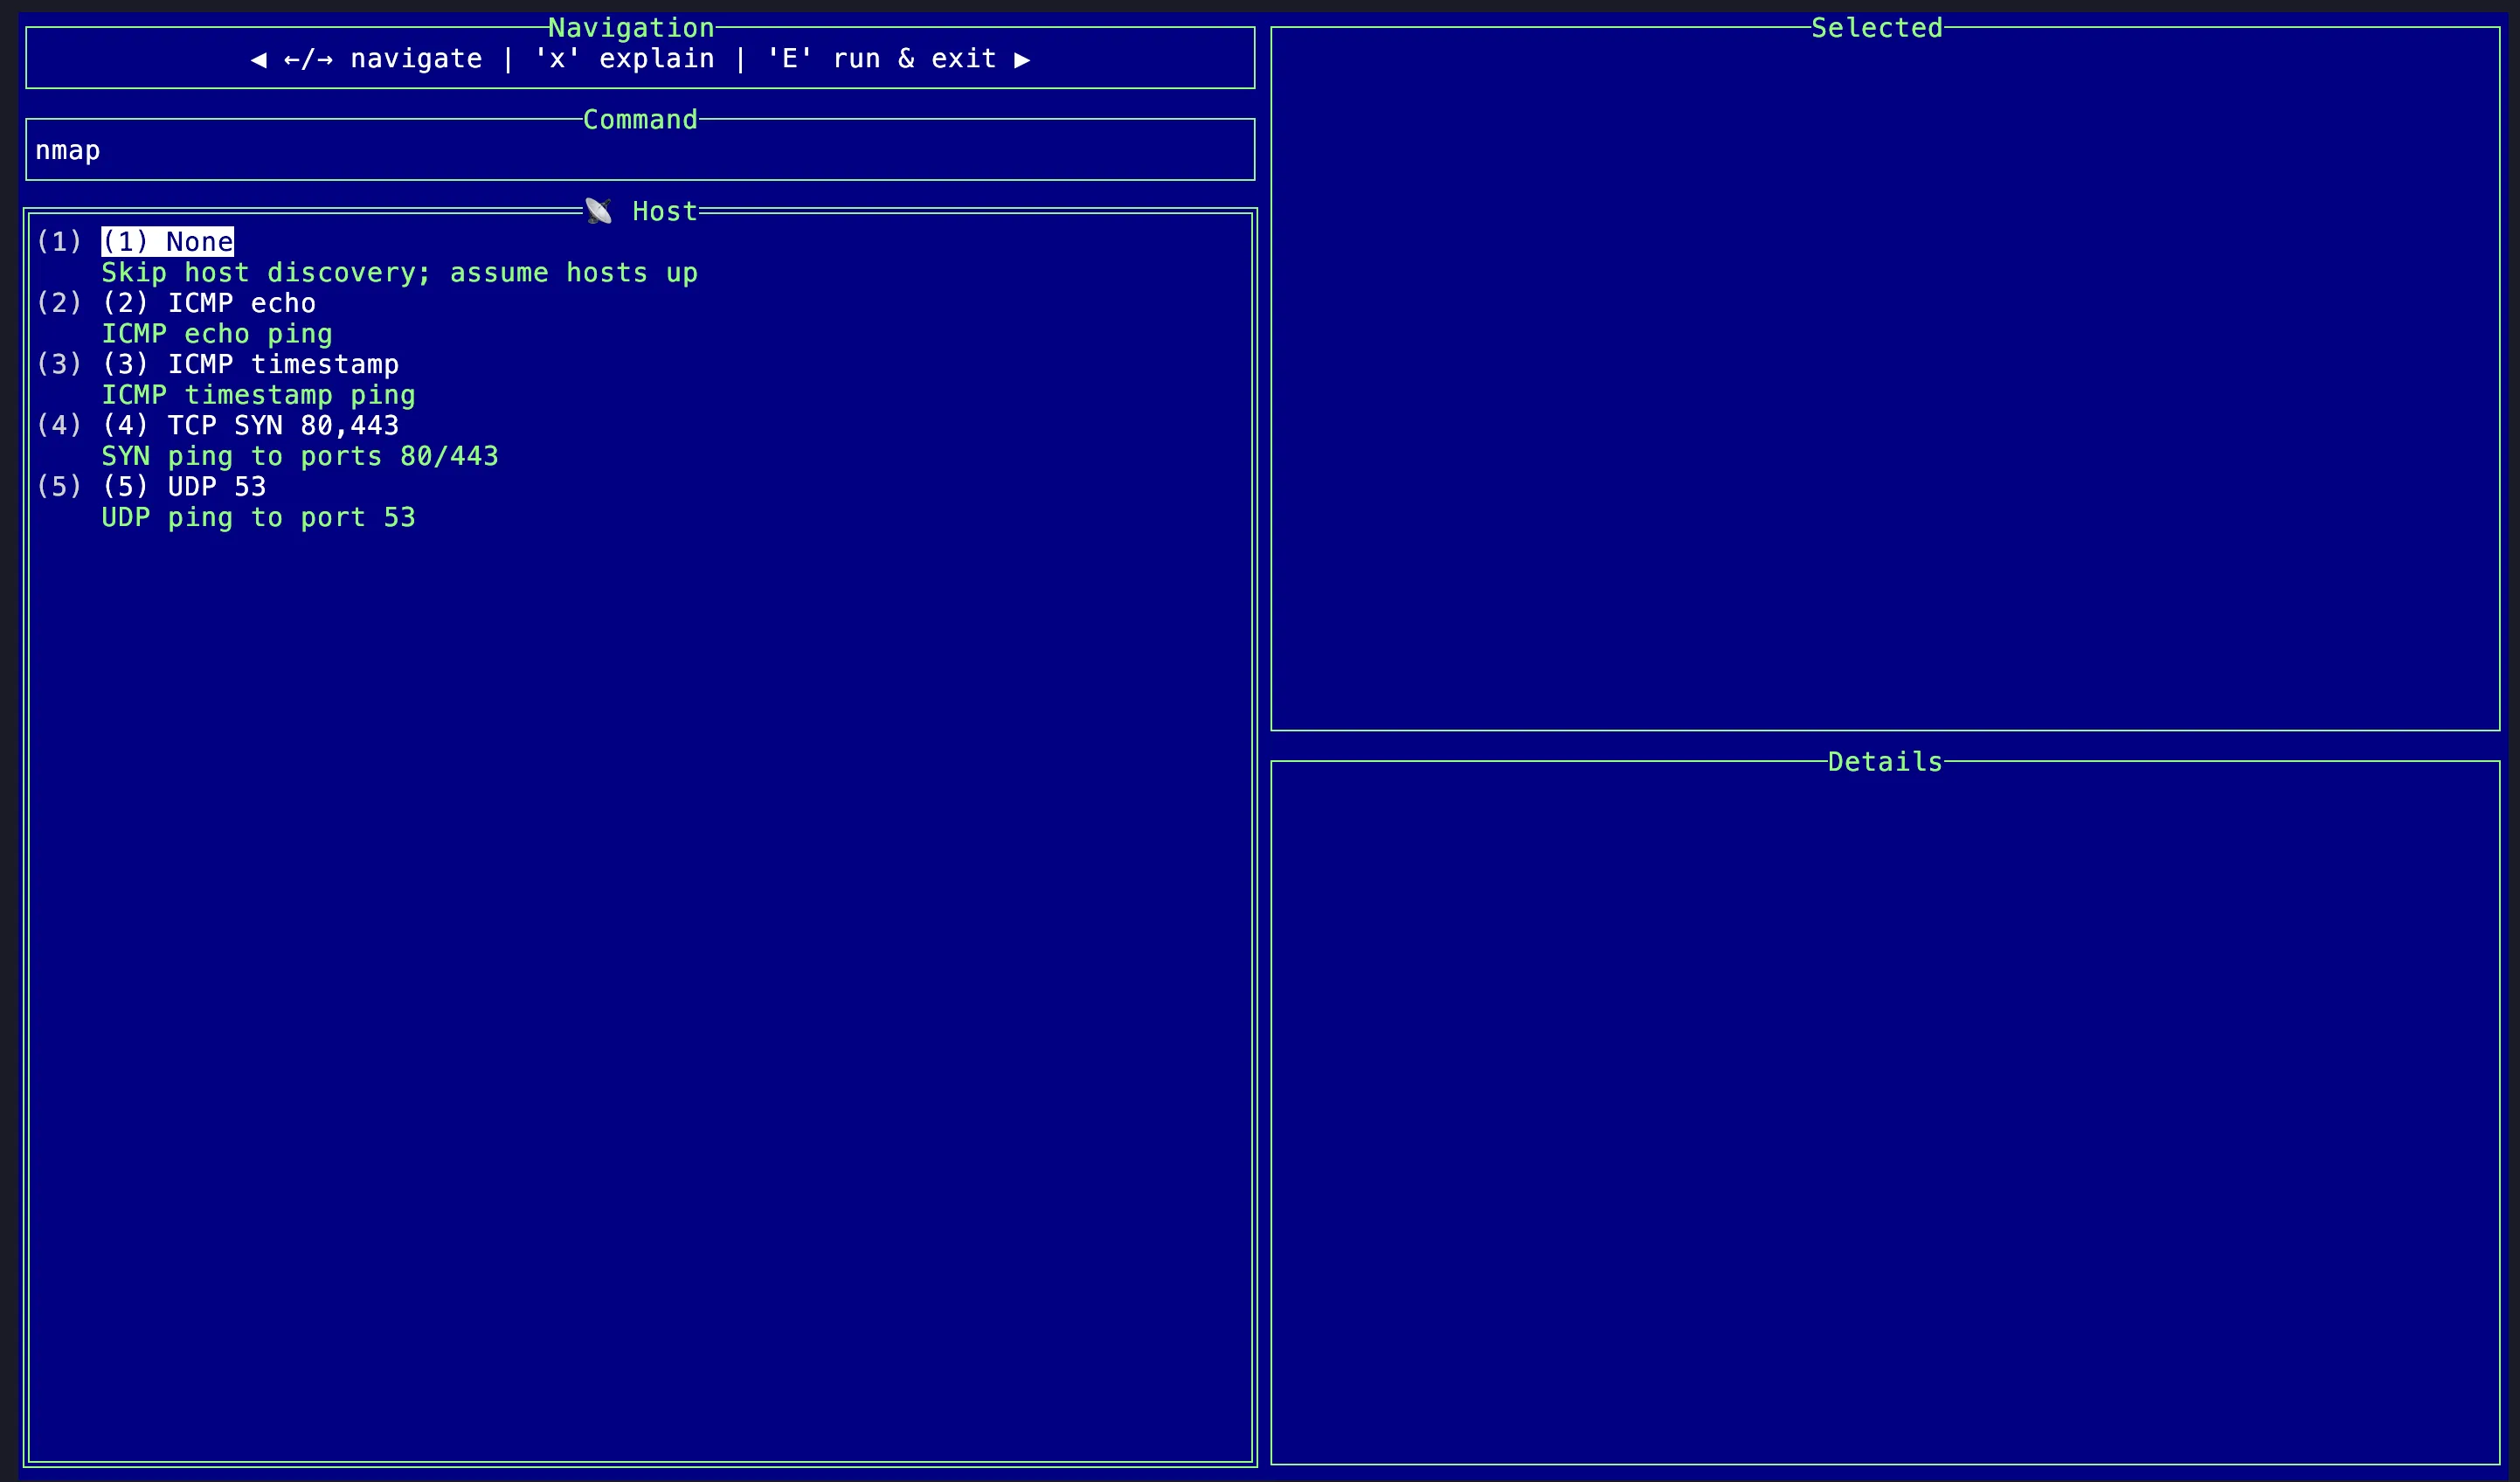 Navigation
◀ ←/→ navigate | 'x' explain | 'E' run & exit ▶
Command
nmap
📡 Host
(1) (1) None
Skip host discovery; assume hosts up
(2) (2) ICMP echo
ICMP echo ping
(3) (3) ICMP timestamp
ICMP timestamp ping
(4) (4) TCP SYN 80,443
SYN ping to ports 80/443
(5) (5) UDP 53
UDP ping to port 53
Selected
Details